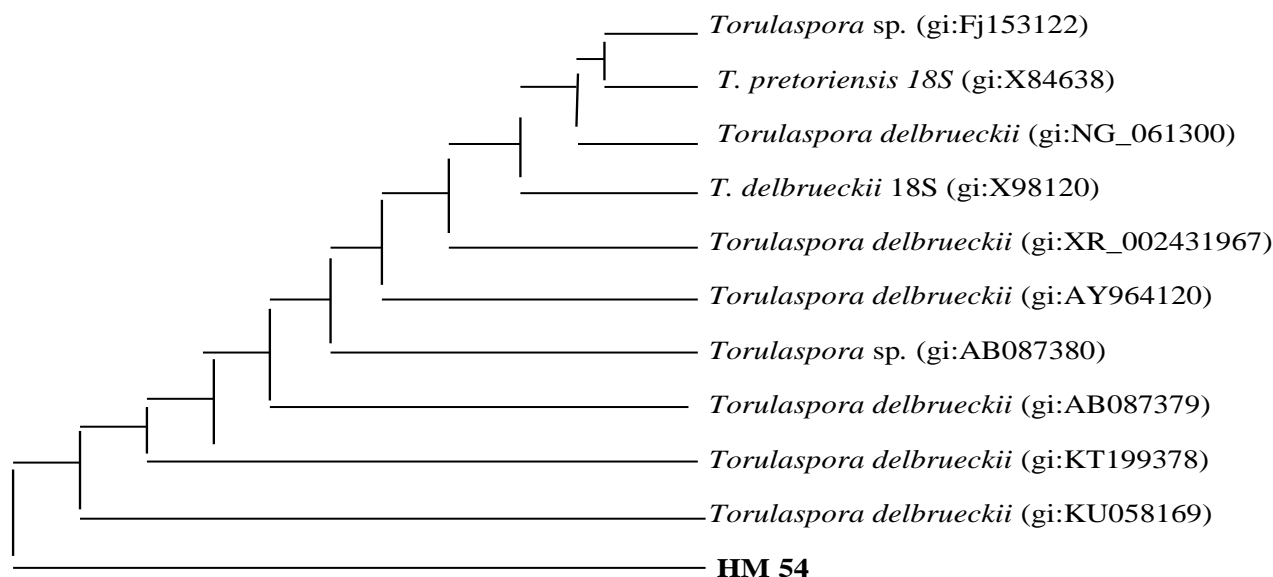 Torulaspora sp. (gi:Fj153122)
T. pretoriensis 18S (gi:X84638)
Torulaspora delbrueckii (gi:NG_061300)
T. delbrueckii 18S (gi:X98120)
Torulaspora delbrueckii (gi:XR_002431967)
Torulaspora delbrueckii (gi:AY964120)
Torulaspora sp. (gi:AB087380)
Torulaspora delbrueckii (gi:AB087379)
Torulaspora delbrueckii (gi:KT199378)
Torulaspora delbrueckii (gi:KU058169)
HM 54